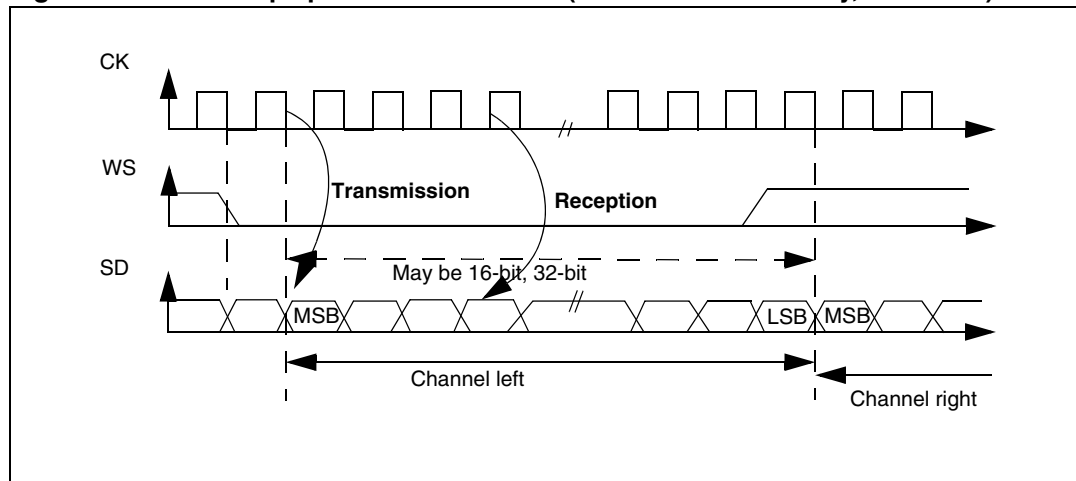 CK
WS
Transmission
Reception
SD
May be 16-bit, 32-bit
MSB
LSB
MSB
Channel left
Channel right